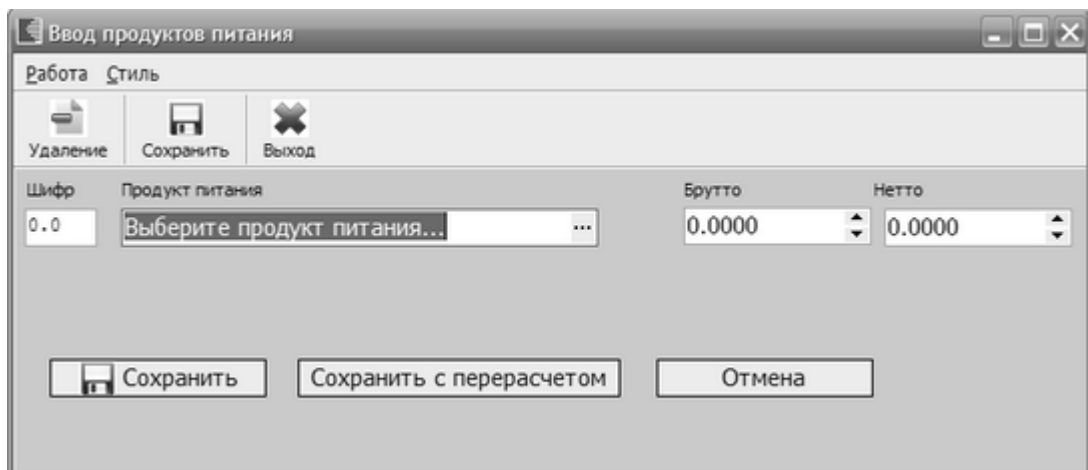 Ввод продуктов питания
Работа Стиль
Удаление Сохранить Выход
Шифр Продукт питания Брутто Нетто
0.0 Выберите продукт питания... ... 0.0000 0.0000
Сохранить Сохранить с перерасчетом Отмена